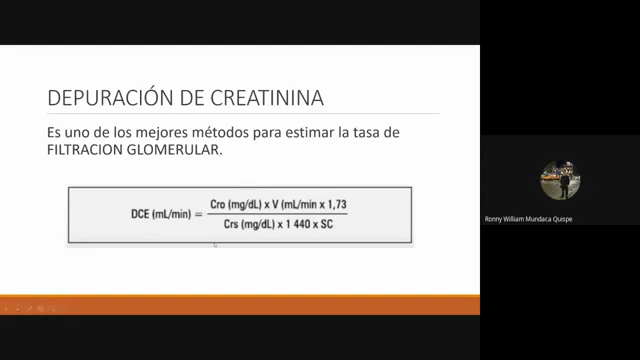 DEPURACIÓN DE CREATININA
Es uno de los mejores métodos para estimar la tasa de
FILTRACION GLOMERULAR.
DCE (mL/min) = Cro (mg/dL) x V (mL/min x 1,73
Crs (mg/dL) x 1 440 x SC
Ronny William Mundaca Quispe